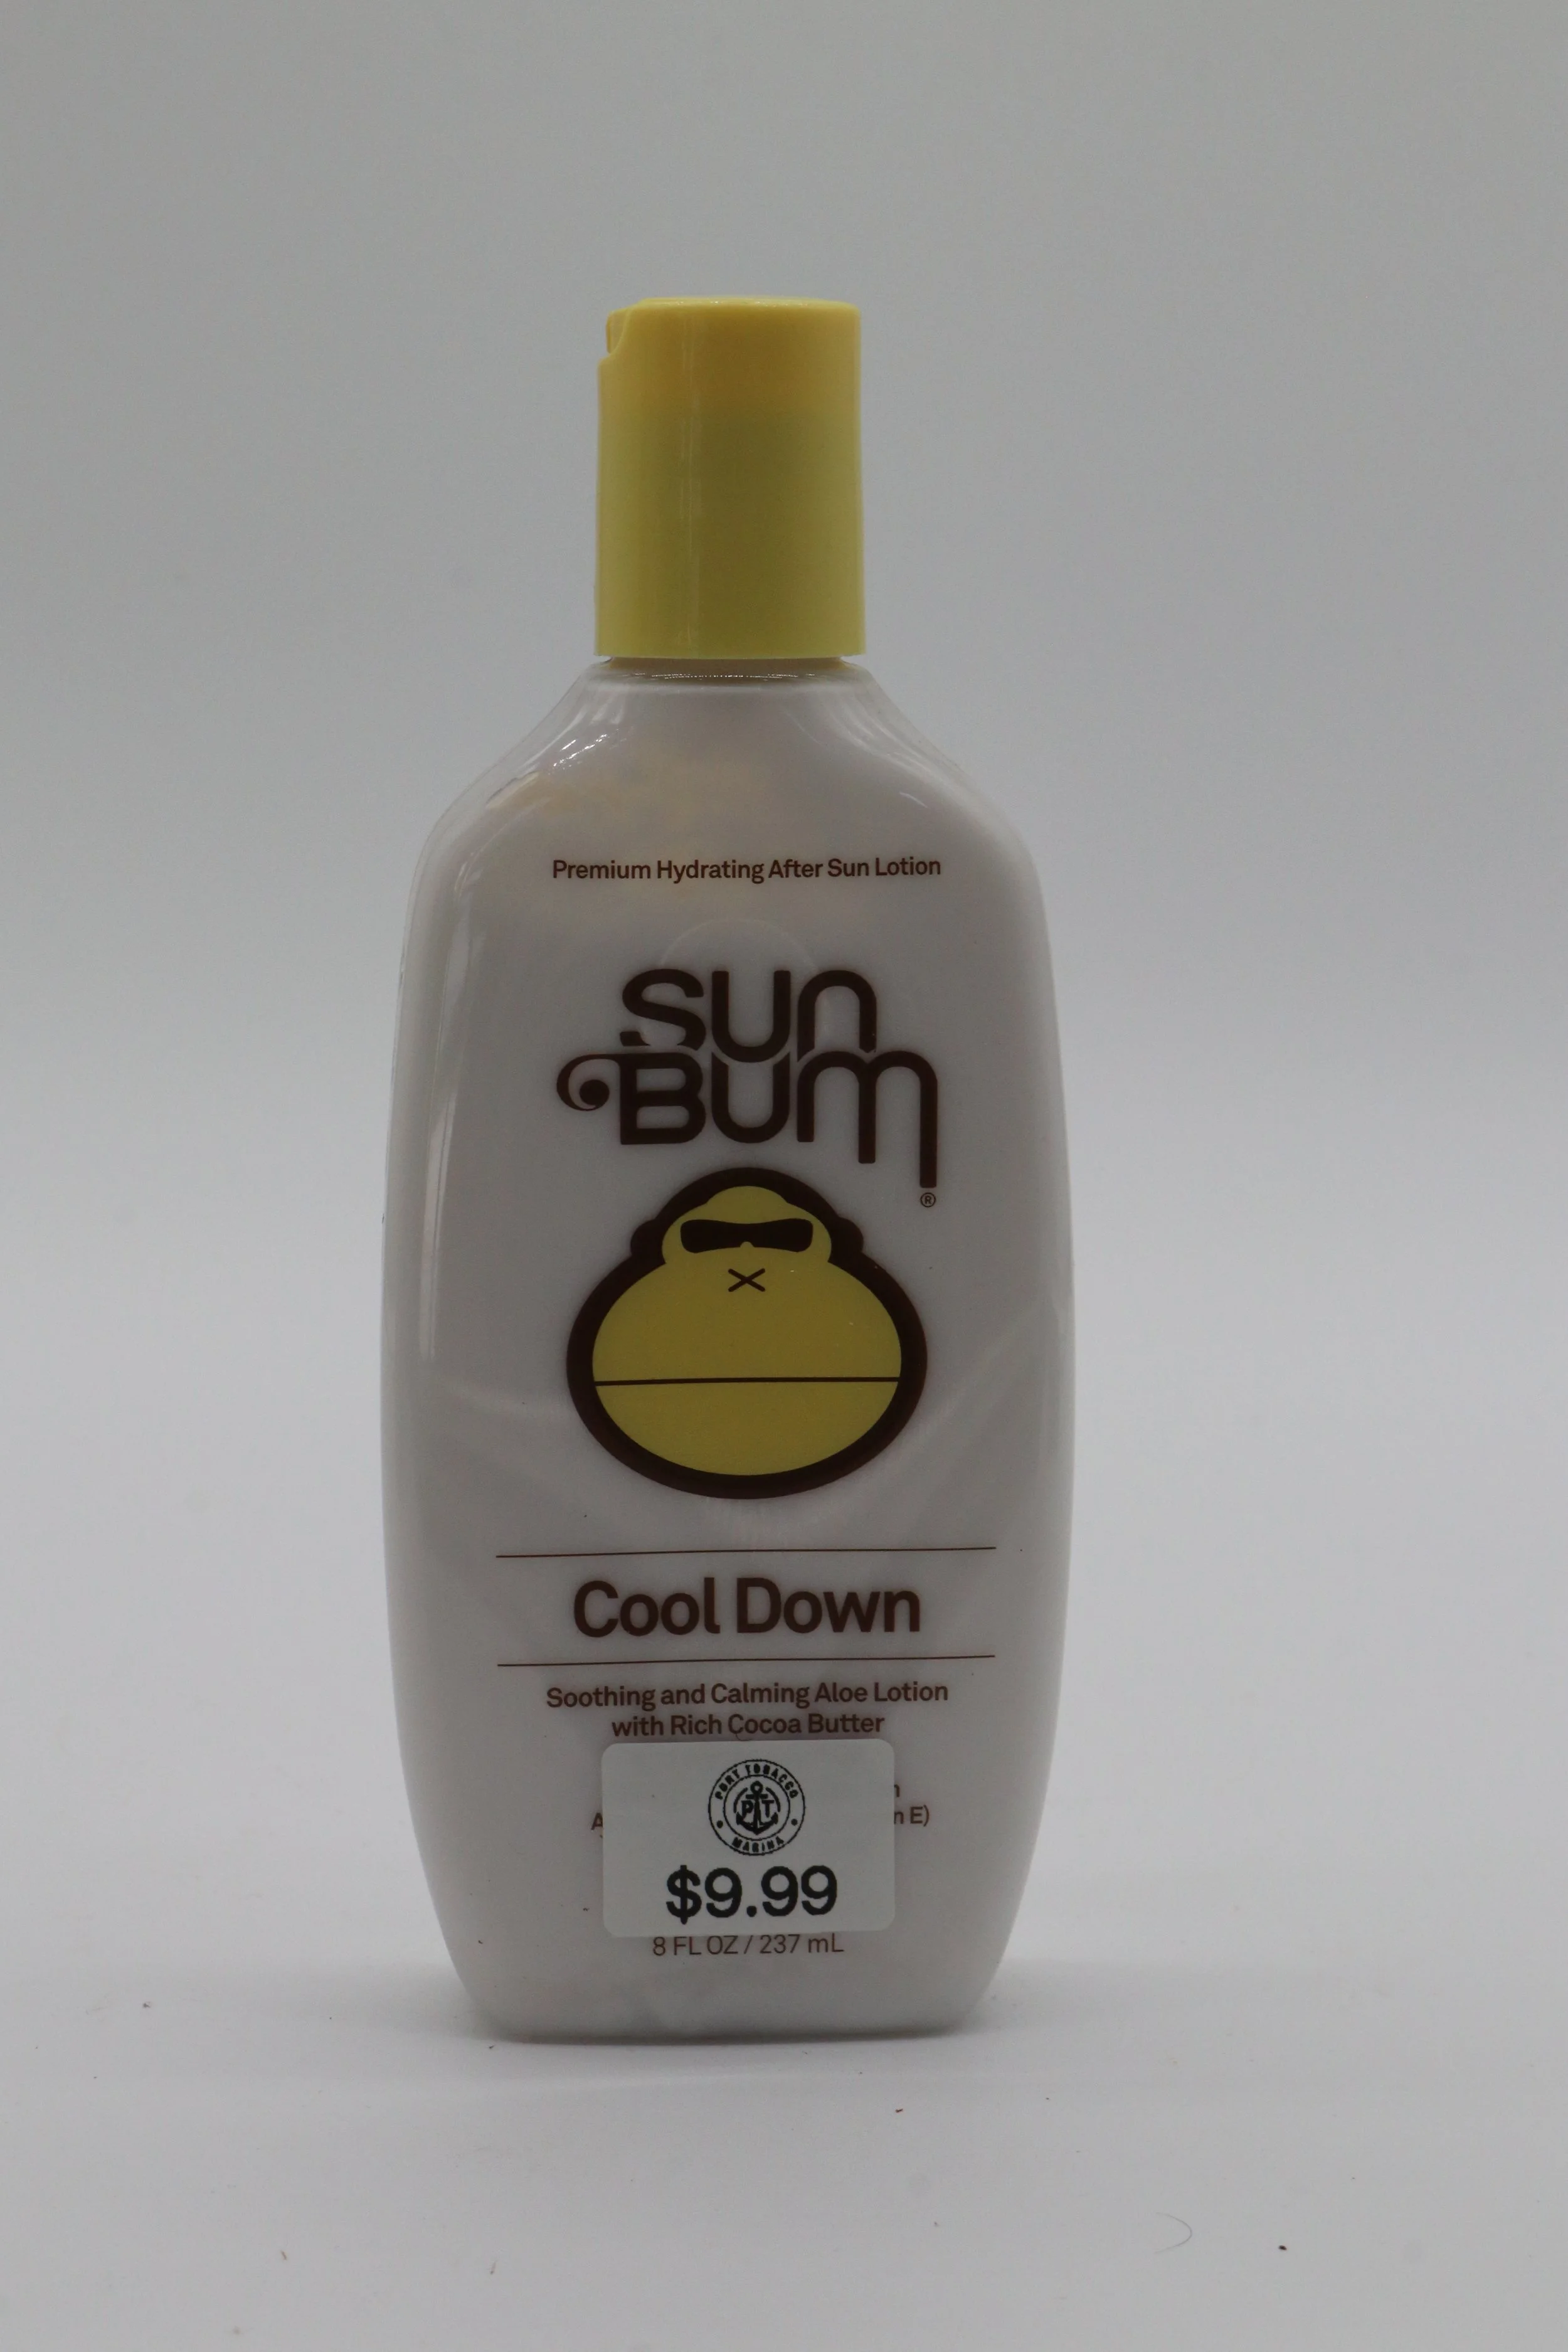 Premium Hydrating After Sun Lotion
Sun
Bum
®
Cool Down
Soothing and Calming Aloe Lotion
with Rich Cocoa Butter
PORT TOBACCO
PT
MARINA
E)
$9.99
8 FL OZ / 237 mL